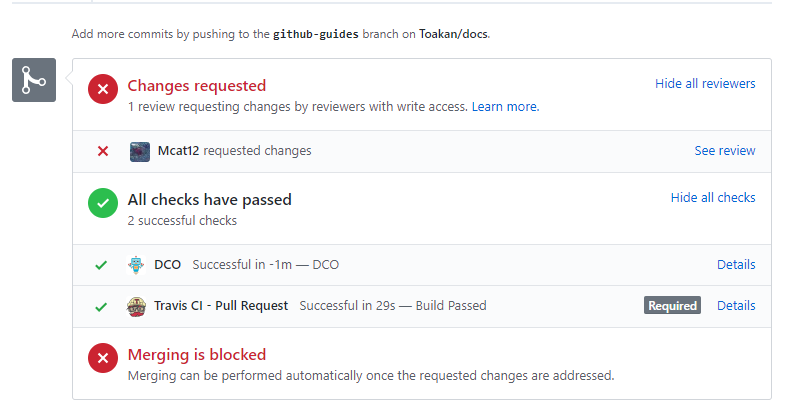 Add more commits by pushing to the github-guides branch on Toakan/docs.
Changes requested
Hide all reviewers
1 review requesting changes by reviewers with write access. Learn more.
Mcat12 requested changes
See review
All checks have passed
Hide all checks
2 successful checks
DCO Successful in -1m — DCO
Details
Travis CI - Pull Request Successful in 29s — Build Passed
Required
Details
Merging is blocked
Merging can be performed automatically once the requested changes are addressed.